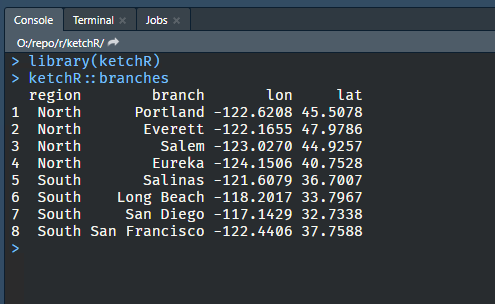 Console Terminal Jobs
O:/repo/r/ketchR/
> library(ketchR)
> ketchR::branches
region branch lon lat
1 North Portland -122.6208 45.5078
2 North Everett -122.1655 47.9786
3 North Salem -123.0270 44.9257
4 North Eureka -124.1506 40.7528
5 South Salinas -121.6079 36.7007
6 South Long Beach -118.2017 33.7967
7 South San Diego -117.1429 32.7338
8 South San Francisco -122.4406 37.7588
>